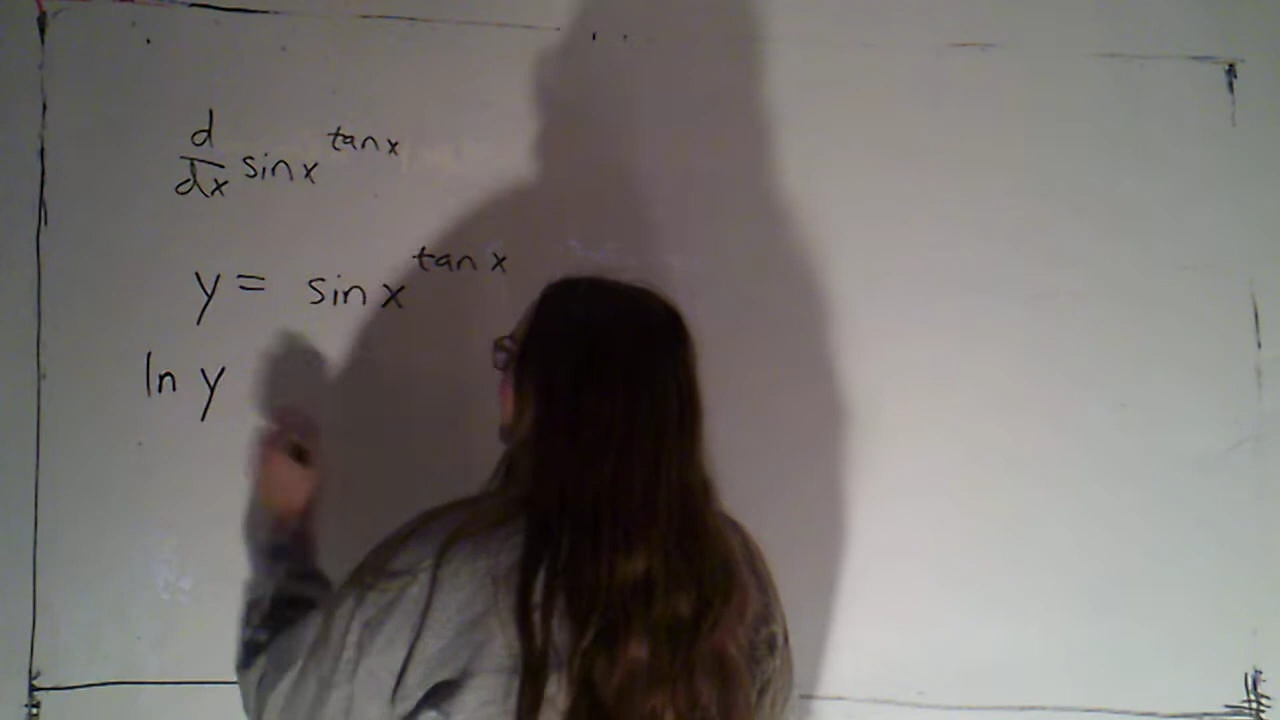 d/dx sin x^tan x
y = sin x^tan x
ln y